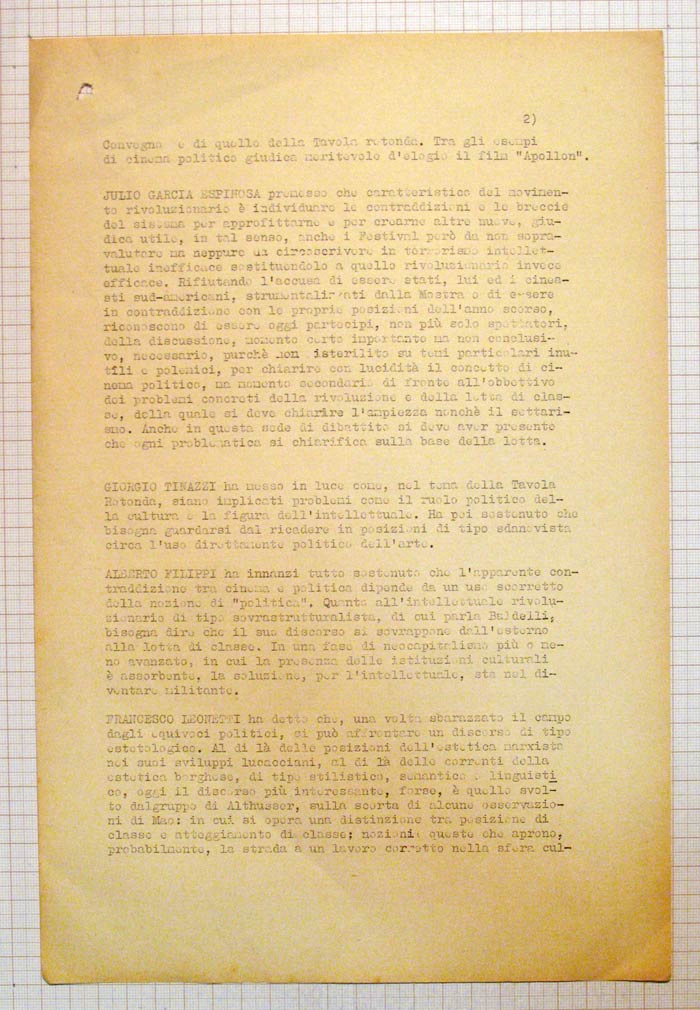 2)
Convegno e di quello della Tavola rotonda. Tra gli esempi
di cinema politico giudica meritevole d'elogio il film "Apollon".
JULIO GARCIA ESPINOSA premesso che caratteristica del movimen-
to rivoluzionario è individuare le contraddizioni e le breccie
del sistema per approfittarne e per crearne altre nuove, giu-
dica utile, in tal senso, anche i Festival però da non sopra-
valutare ma neppure da circoscrivere in terrorismo intellet-
tuale inefficace sostituendolo a quello rivoluzionario invece
efficace. Rifiutando l'accusa di essere stati, lui ed i cinea-
sti sud-americani, strumentalizzati dalla Mostra o di essere
in contraddizione con le proprie posizioni dell'anno scorso,
riconoscono di essere oggi partecipi, non più solo spettatori,
della discussione, momento certo importante ma non conclusi-
vo, necessario, purchè non isterilito su temi particolari inu-
tili e polemici, per chiarire con lucidità il concetto di ci-
nema politico, ma momento secondario di fronte all'obbettivo
dei problemi concreti della rivoluzione e della lotta di clas-
se, della quale si deve chiarire l'ampiezza nonchè il settari-
smo. Anche in questa sede di dibattito si deve aver presente
che ogni problematica si chiarifica sulla base della lotta.
GIORGIO TINAZZI ha messo in luce come, nel tema della Tavola
Rotonda, siano implicati problemi come il ruolo politico del-
la cultura e la figura dell'intellettuale. Ha poi sostenuto che
bisogna guardarsi dal ricadere in posizioni di tipo sdanovista
circa l'uso direttamente politico dell'arte.
ALBERTO FILIPPI ha innanzi tutto sostenuto che l'apparente con-
traddizione tra cinema e politica dipende da un uso scorretto
della nozione di "politica". Quanto all'intellettuale rivolu-
zionario di tipo sovrastrutturalista, di cui parla Baldelli,
bisogna dire che il suo discorso si sovrappone dall'esterno
alla lotta di classe. In una fase di neocapitalismo più o me-
no avanzato, in cui la presenza delle istituzioni culturali
è assorbente, la soluzione, per l'intellettuale, sta nel di-
ventare militante.
FRANCESCO LEONETTI ha detto che, una volta sbarazzato il campo
dagli equivoci politici, si può affrontare un discorso di tipo
estetologico. Al di là delle posizioni dell'estetica marxista
nei suoi sviluppi lucacciani, al di là delle correnti della
estetica borghese, di tipo stilistico, semantico e linguisti
co, oggi il discorso più interessante, forse, è quello svol-
to dalgruppo di Althusser, sulla scorta di alcune osservazio-
ni di Mao: in cui si opera una distinzione tra posizione di
classe e atteggiamento di classe; nozioni queste che aprono,
probabilmente, la strada a un lavoro corretto nella sfera cul-